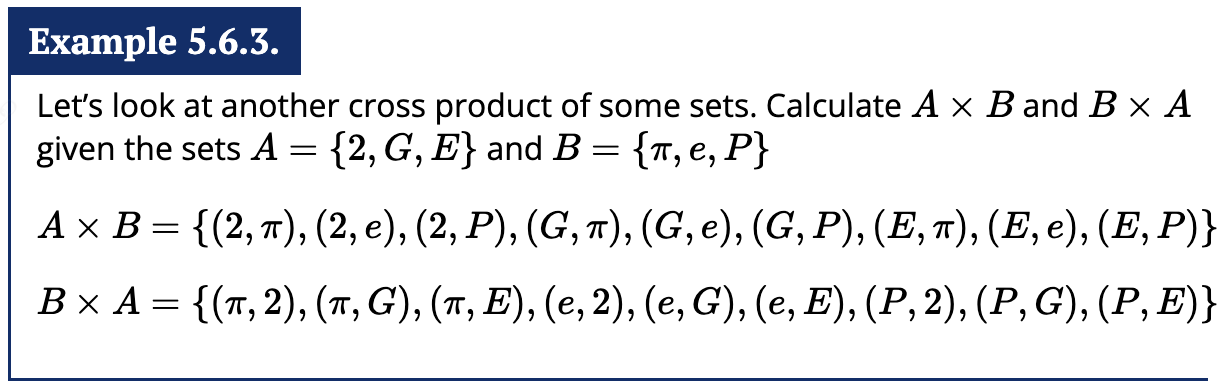 Example 5.6.3.
Let's look at another cross product of some sets. Calculate A × B and B × A
given the sets A = {2, G, E} and B = {π, e, P}
A × B = {(2, π), (2, e), (2, P), (G, π), (G, e), (G, P), (E, π), (E, e), (E, P)}
B × A = {(π, 2), (π, G), (π, E), (e, 2), (e, G), (e, E), (P, 2), (P, G), (P, E)}